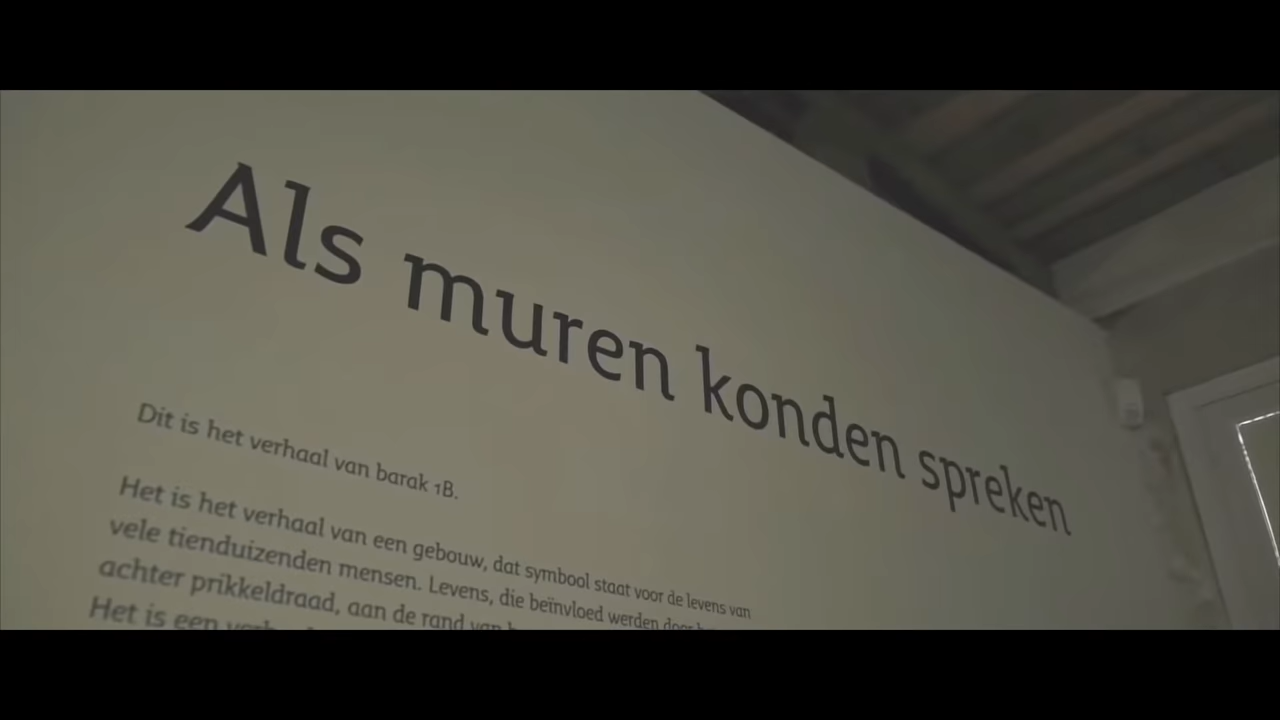 Als muren konden spreken
Dit is het verhaal van barak 1B.
Het is het verhaal van een gebouw, dat symbool staat voor de levens van
vele tienduizenden mensen. Levens, die beïnvloed werden door
achter prikkeldraad, aan de rand van
Het is een